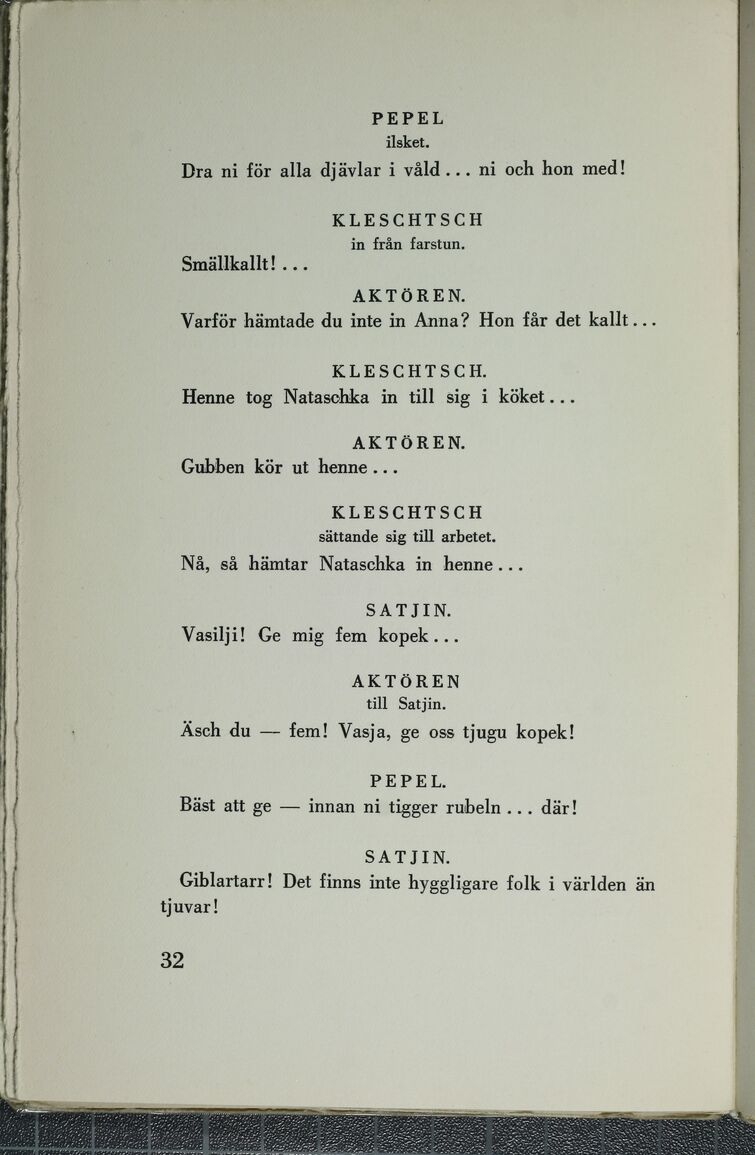 PEPEL
ilsket.
Dra ni för alla djävlar i våld... ni och hon med!
KLESCHTSCH
in från farstun.
Smällkallt!...
AKTÖREN.
Varför hämtade du inte in Anna? Hon får det kallt...
KLESCHTSCH.
Henne tog Nataschka in till sig i köket...
AKTÖREN.
Gubben kör ut henne...
KLESCHTSCH
sättande sig till arbetet.
Nå, så hämtar Nataschka in henne...
SATJIN.
Vasilji! Ge mig fem kopek...
AKTÖREN
till Satjin.
Äsch du — fem! Vasja, ge oss tjugu kopek!
PEPEL.
Bäst att ge — innan ni tigger rubeln... där!
SATJIN.
Giblartarr! Det finns inte hyggligare folk i världen än
tjuvar!
32